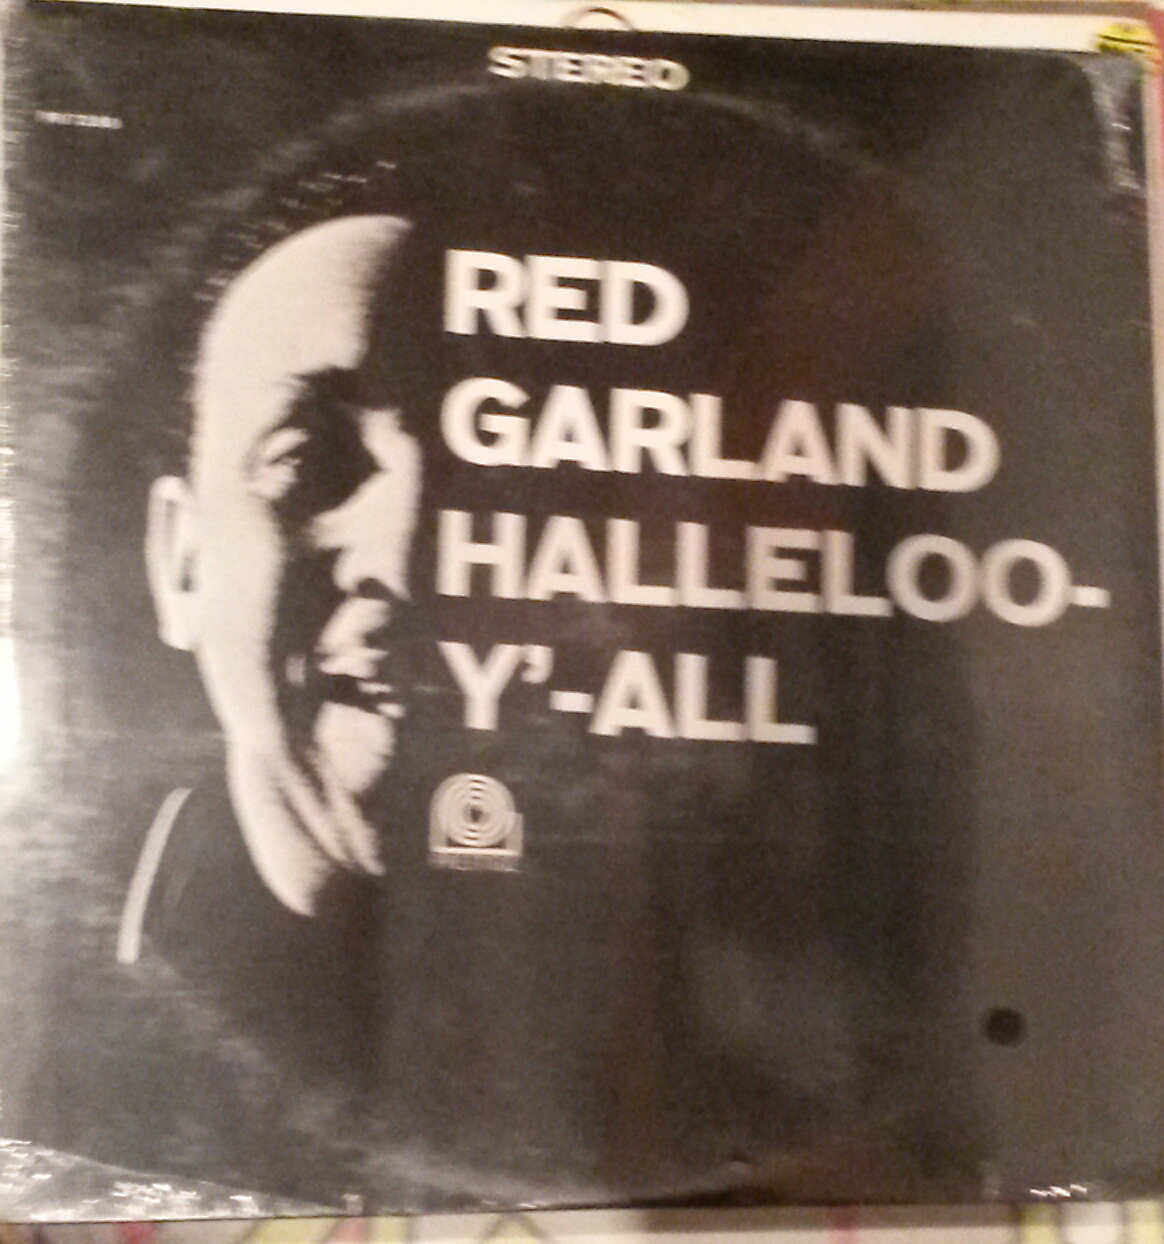 STEREO
RED
GARLAND
HALLELOO-
Y'-ALL